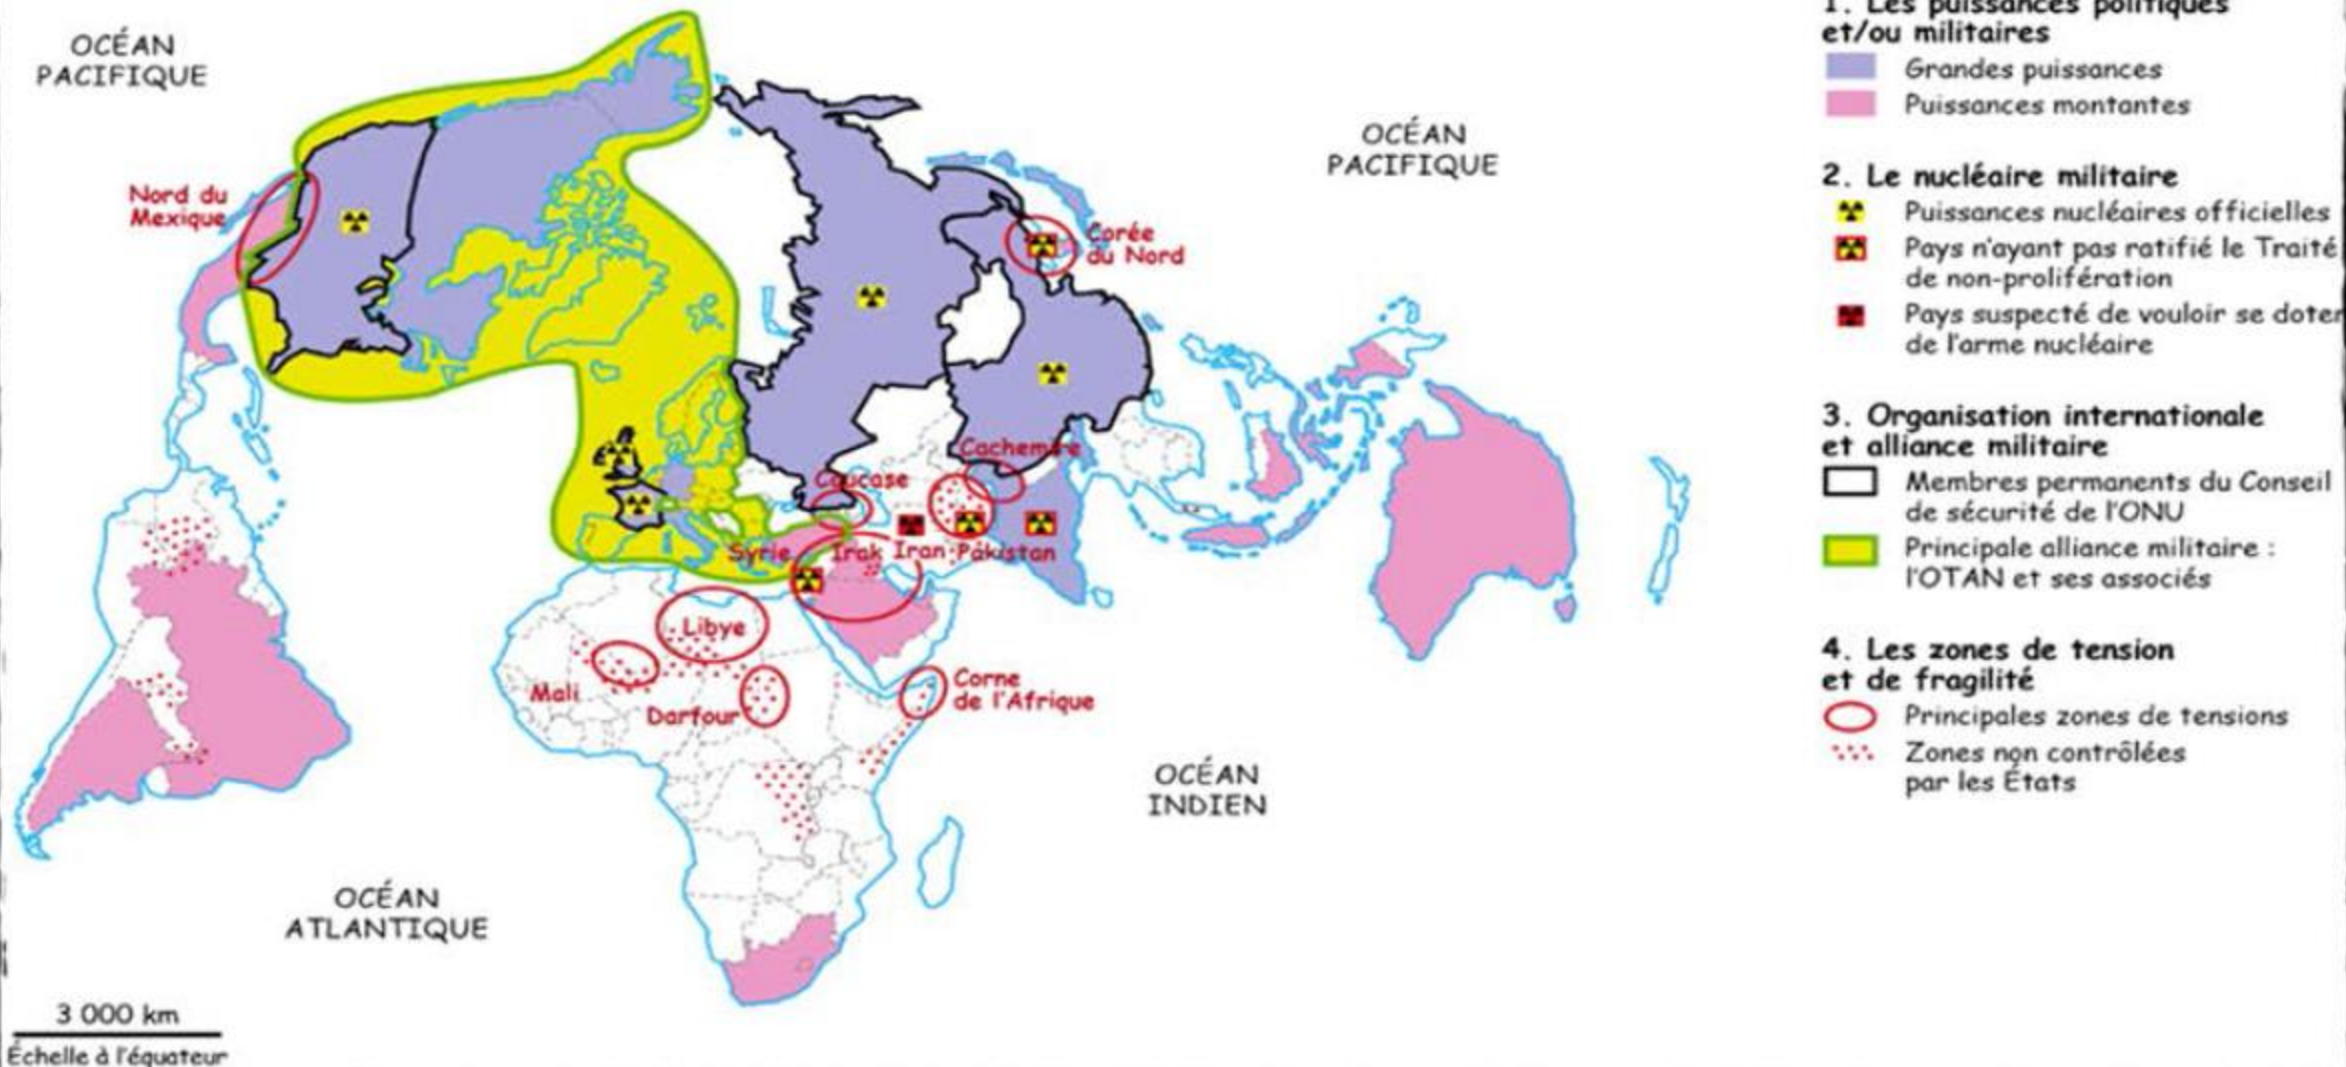 OCÉAN
PACIFIQUE
OCÉAN
PACIFIQUE
Nord du
Mexique
Corée
du Nord
Cachemire
Caucase
Syrie
Irak
Iran
Pakistan
Libye
Mali
Darfour
Corne
de l'Afrique
OCÉAN
INDIEN
OCÉAN
ATLANTIQUE
3 000 km
Échelle à l'équateur
1. Les puissances politiques
et/ou militaires
Grandes puissances
Puissances montantes
2. Le nucléaire militaire
Puissances nucléaires officielles
Pays n'ayant pas ratifié le Traité
de non-prolifération
Pays suspecté de vouloir se doter
de l'arme nucléaire
3. Organisation internationale
et alliance militaire
Membres permanents du Conseil
de sécurité de l'ONU
Principale alliance militaire :
l'OTAN et ses associés
4. Les zones de tension
et de fragilité
Principales zones de tensions
Zones non contrôlées
par les États